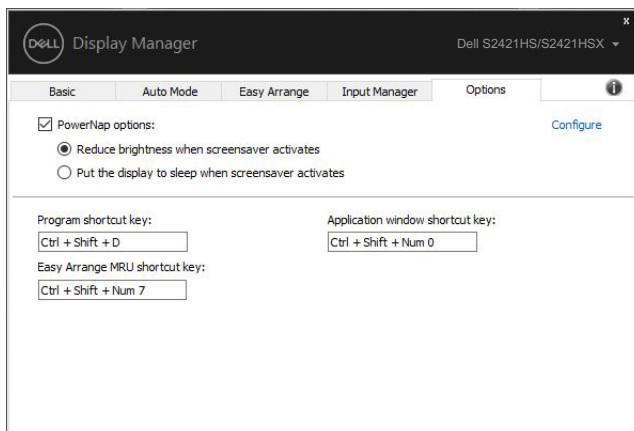 x
DELL Display Manager Dell S2421HS/S2421HSX
Basic Auto Mode Easy Arrange Input Manager Options
PowerNap options: Configure
Reduce brightness when screensaver activates
Put the display to sleep when screensaver activates
Program shortcut key: Application window shortcut key:
Ctrl + Shift + D Ctrl + Shift + Num 0
Easy Arrange MRU shortcut key:
Ctrl + Shift + Num 7